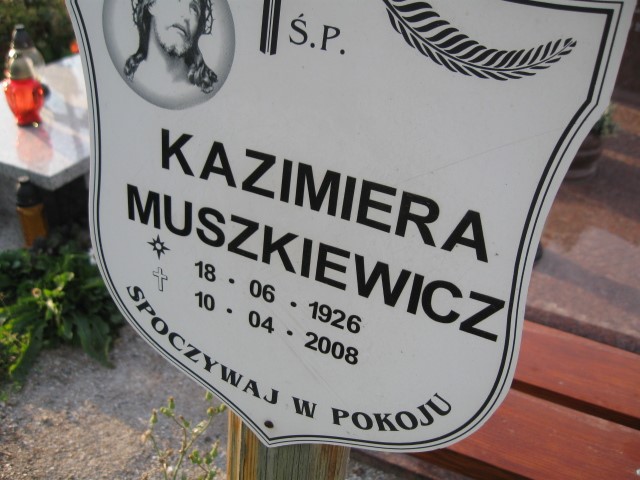 Ś.P.
KAZIMIERA
MUSZKIEWICZ
18 · 06 · 1926
10 · 04 · 2008
SPOCZYWAJ W POKOJU